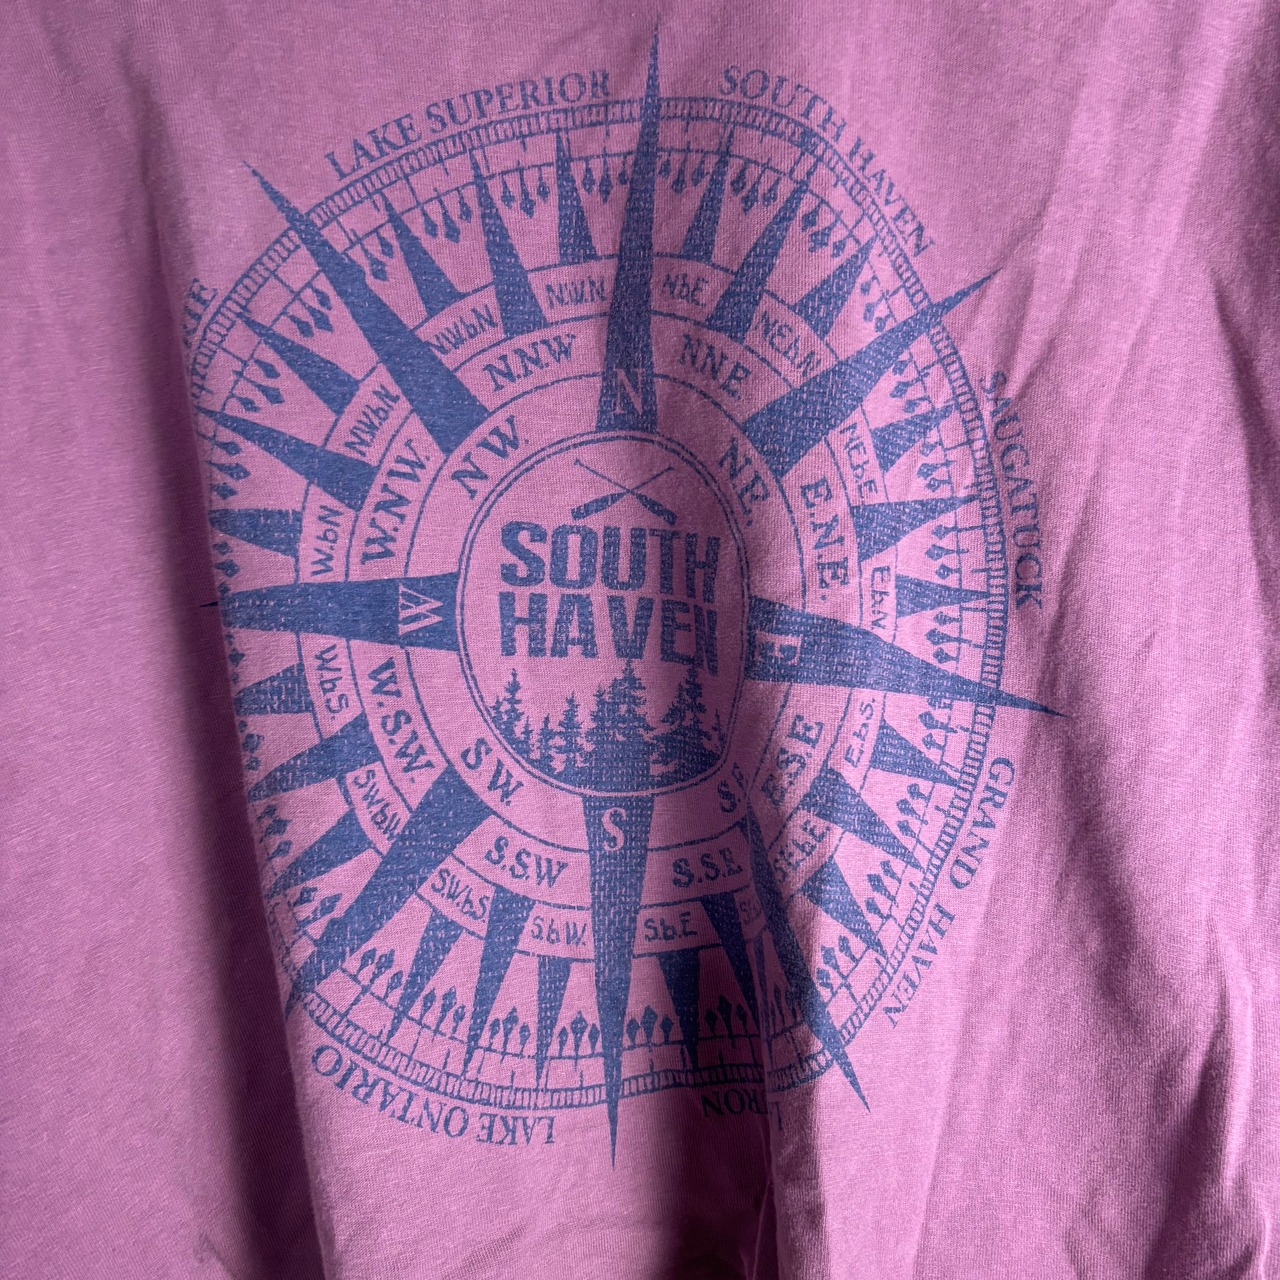 LAKE SUPERIOR
SOUTH HAVEN
SAUGATUCK
GRAND HAVEN
LAKE ONTARIO
N.W.N
N.b.E
N.W.b.N
N.E.b.N
N.N.W
N.N.E
N
N.W.b.N
N.E.b.E
N.W.
N.E.
W.N.W.
E.N.E.
W.b.N
E.b.N
SOUTH
HAVEN
W
E
W.b.S.
E.b.S.
W.S.W.
E.S.E
S.W.
S.E
S.W.b.W
S.E.b.E
S
S.S.W
S.S.E
S.W.b.S
S.b.W.
S.b.E